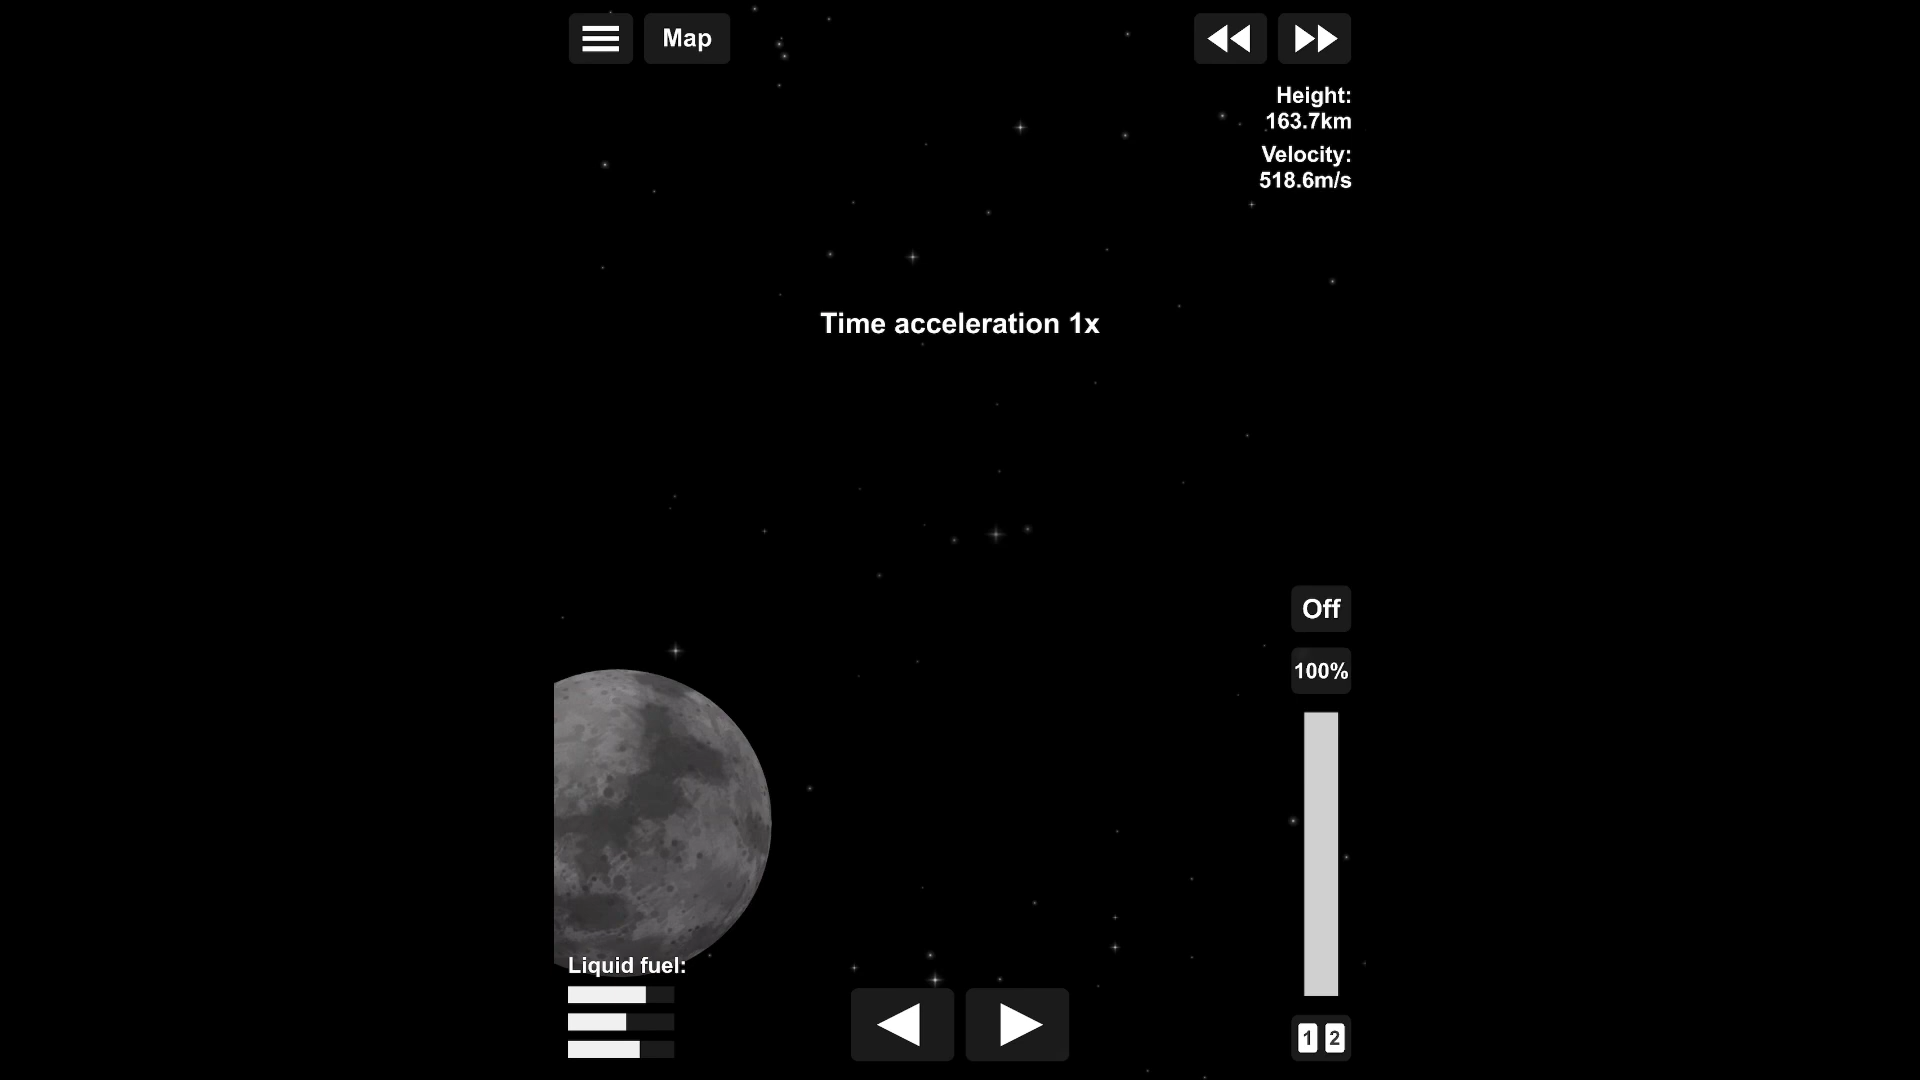 Map
Height:
163.7km
Velocity:
518.6m/s
Time acceleration 1x
Off
100%
Liquid fuel:
1 2